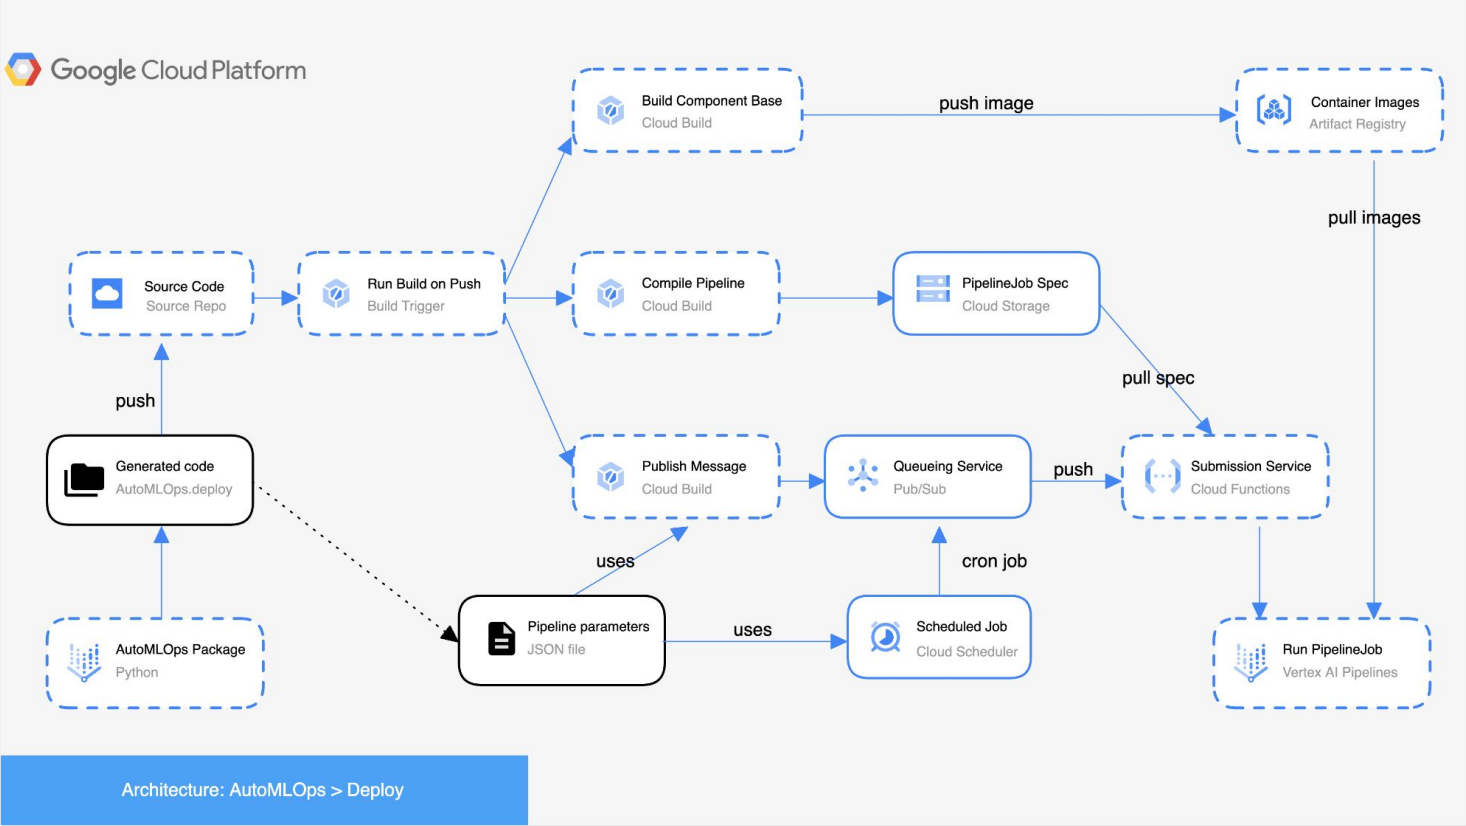 Google Cloud Platform
Build Component Base
Cloud Build
push image
Container Images
Artifact Registry
pull images
Source Code
Source Repo
Run Build on Push
Build Trigger
Compile Pipeline
Cloud Build
PipelineJob Spec
Cloud Storage
pull spec
push
Generated code
AutoMLOps.deploy
Publish Message
Cloud Build
Queueing Service
Pub/Sub
push
Submission Service
Cloud Functions
uses
cron job
AutoMLOps Package
Python
Pipeline parameters
JSON file
uses
Scheduled Job
Cloud Scheduler
Run PipelineJob
Vertex AI Pipelines
Architecture: AutoMLOps > Deploy